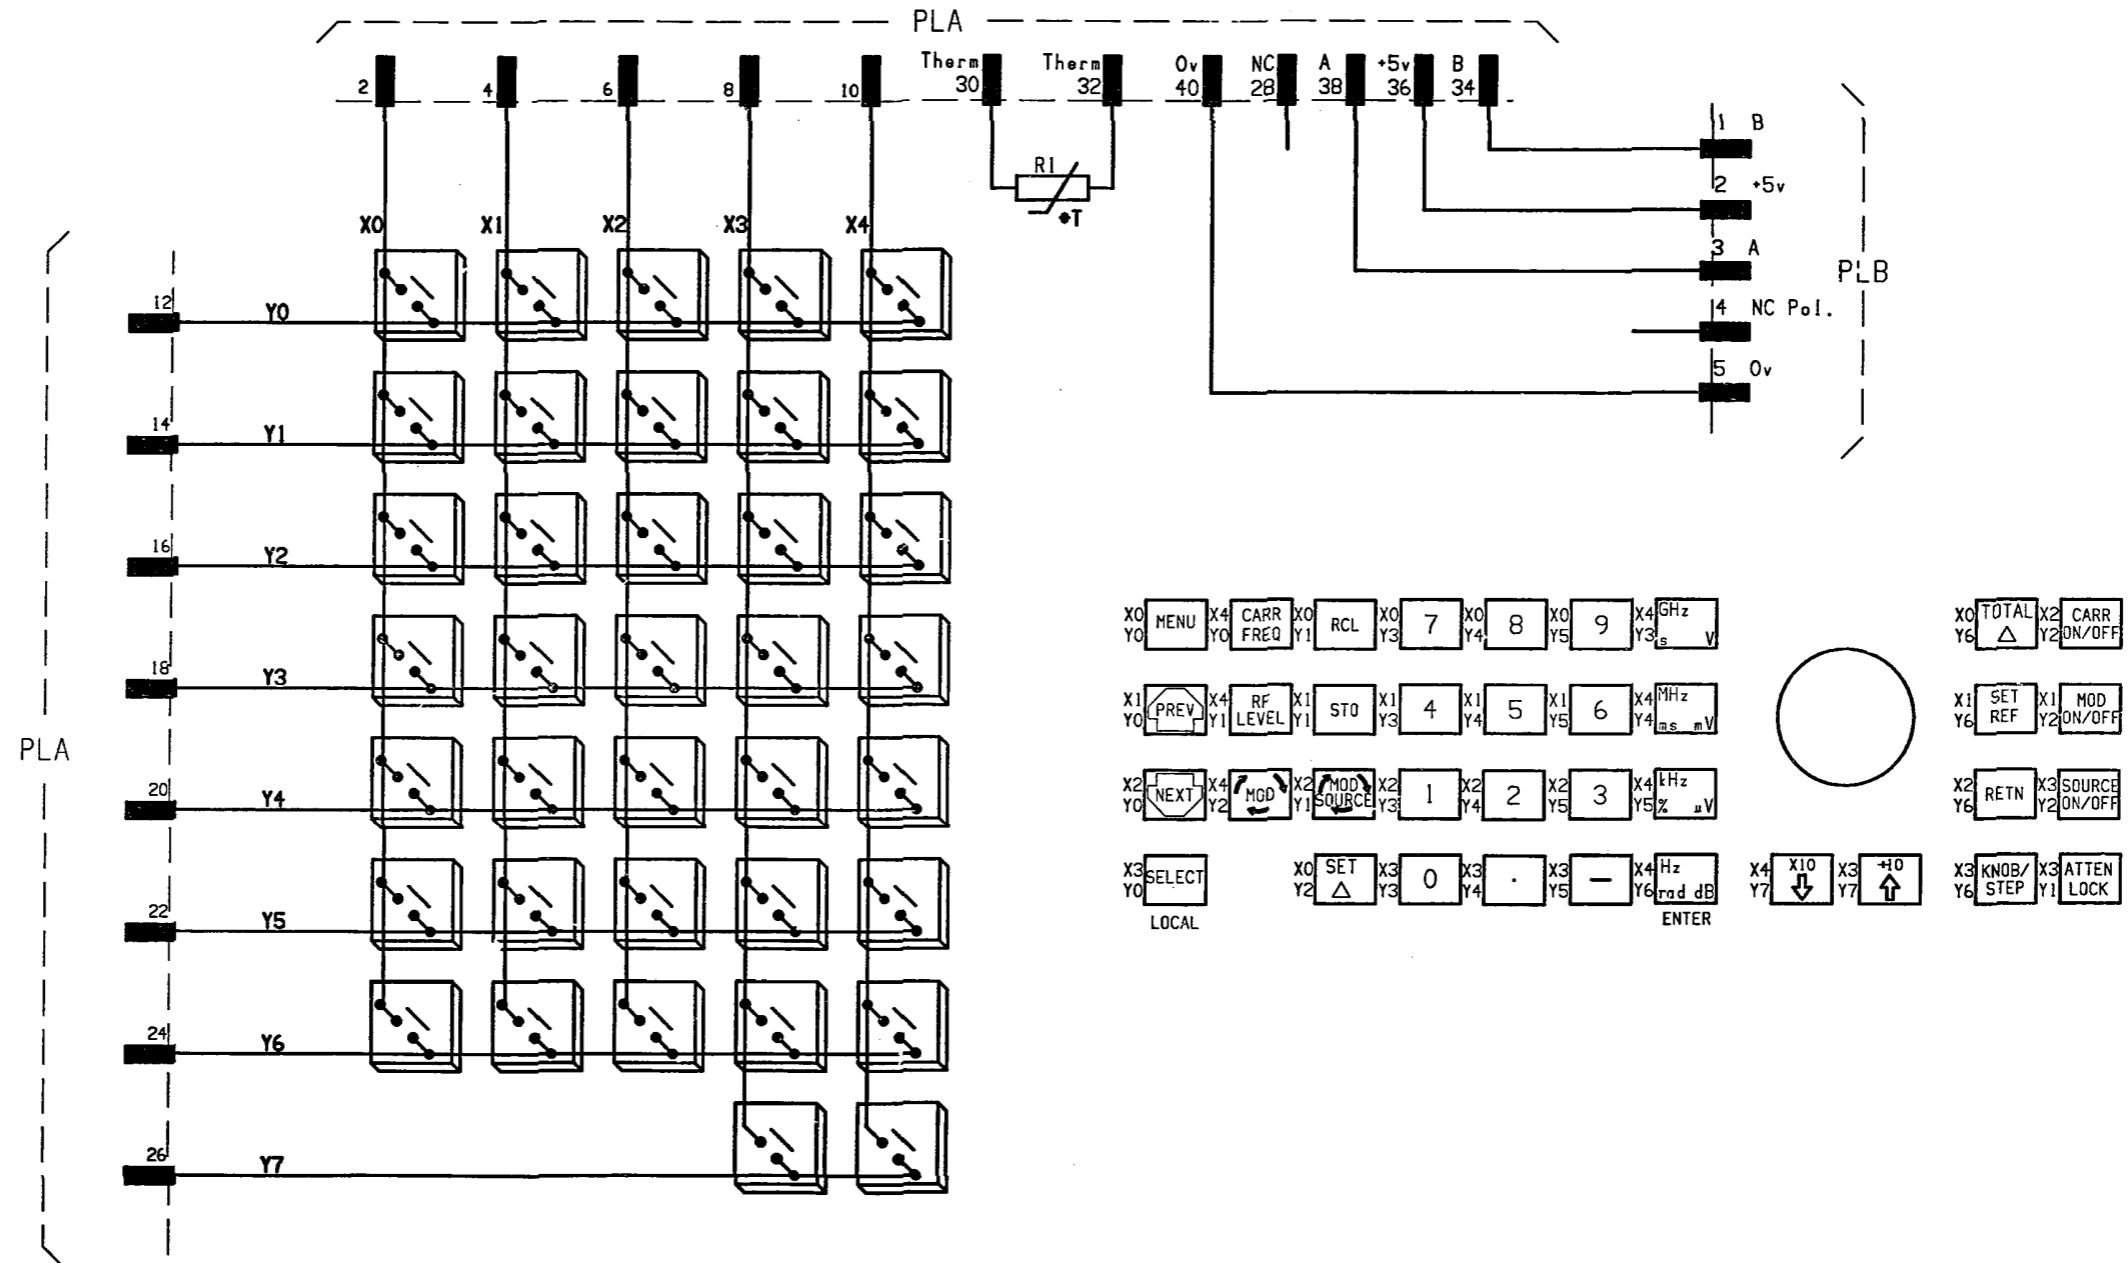 PLA
Therm Therm 0v NC A +5v B
2 4 6 8 10 30 32 40 28 38 36 34
1 B
R1
2 +5v
*T
X0 X1 X2 X3 X4
3 A
PLB
12 Y0
4 NC Pol.
5 0v
14 Y1
16 Y2
18 Y3
PLA
20 Y4
22 Y5
24 Y6
26 Y7
X0 Y0 MENU
X4 Y0 CARR FREQ
X0 Y1 RCL
X0 Y3 7
X0 Y4 8
X0 Y5 9
X4 Y3 GHz s V
X0 Y6 TOTAL △
X2 Y2 CARR ON/OFF
X1 Y0 PREV
X4 Y1 RF LEVEL
X1 Y1 STO
X1 Y3 4
X1 Y4 5
X1 Y5 6
X4 Y4 MHz ms mV
X1 Y6 SET REF
X1 Y2 MOD ON/OFF
X2 Y0 NEXT
X4 Y2 MOD
X2 Y1 MOD SOURCE
X2 Y3 1
X2 Y4 2
X2 Y5 3
X4 Y5 kHz % µV
X2 Y6 RETN
X3 Y2 SOURCE ON/OFF
X3 Y0 SELECT
LOCAL
X0 Y2 SET △
X3 Y3 0
X3 Y4 .
X3 Y5 —
X4 Y6 Hz rad dB
ENTER
X4 Y7 X10 ⇩
X3 Y7 ÷10 ⇧
X3 Y6 KNOB/ STEP
X3 Y1 ATTEN LOCK